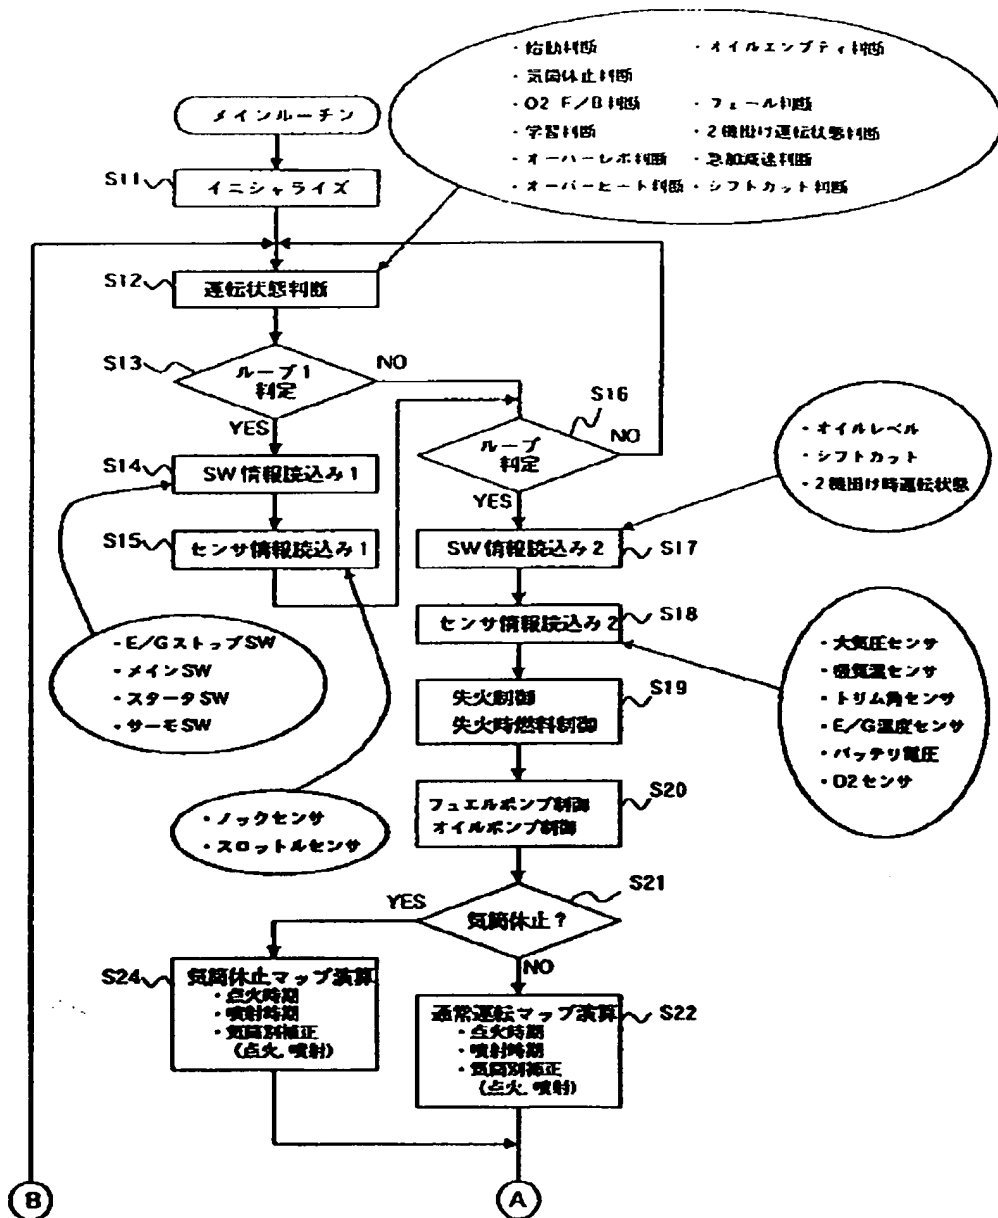 ・始動判断
・オイルエンプティ判断
・気筒休止判断
・O2 F/B判断
・フェール判断
・学習判断
・2機掛け運転状態判断
・オーバーレボ判断
・急加減速判断
・オーバーヒート判断
・シフトカット判断
メインルーチン
S11
イニシャライズ
S12
運転状態判断
S13
ループ1
判定
NO
YES
S16
ループ
判定
NO
YES
S14
SW情報読込み1
S15
センサ情報読込み1
・オイルレベル
・シフトカット
・2機掛け時運転状態
SW情報読込み2
S17
センサ情報読込み2
S18
・E/GストップSW
・メインSW
・スタータSW
・サーモSW
・大気圧センサ
・吸気温センサ
・トリム角センサ
・E/G温度センサ
・バッテリ電圧
・O2センサ
S19
失火制御
失火時燃料制御
・ノックセンサ
・スロットルセンサ
S20
フュエルポンプ制御
オイルポンプ制御
S21
気筒休止?
YES
NO
S24
気筒休止マップ演算
・点火時期
・噴射時期
・気筒別補正
(点火,噴射)
S22
通常運転マップ演算
・点火時期
・噴射時期
・気筒別補正
(点火,噴射)
B
A